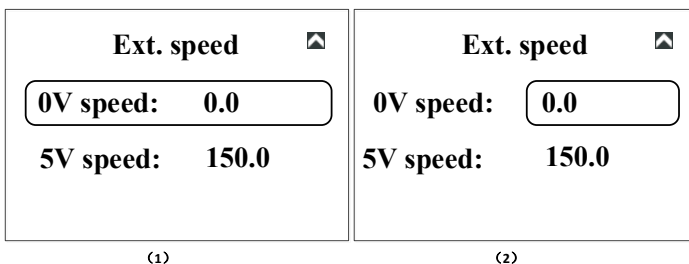 Ext. speed
0V speed: 0.0
5V speed: 150.0
(1)
Ext. speed
0V speed: 0.0
5V speed: 150.0
(2)